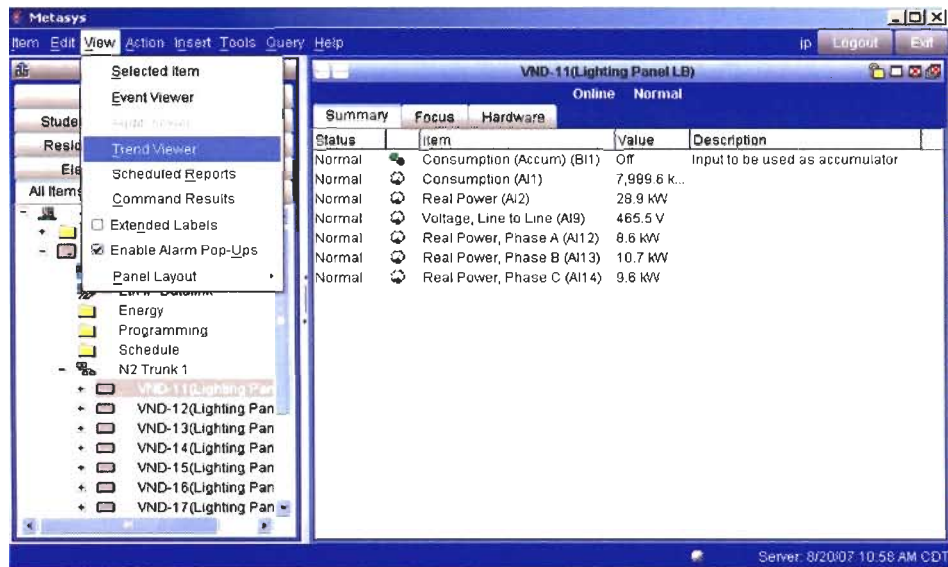 Metasys
Item Edit View Action Insert Tools Query Help
jp Logout Exit
Selected Item
Event Viewer
Trend Viewer
Scheduled Reports
Command Results
Extended Labels
Enable Alarm Pop-Ups
Panel Layout
Stude
Resid
Ele
All Items
Energy
Programming
Schedule
N2 Trunk 1
VND-11(Lighting Pan
VND-12(Lighting Pan
VND-13(Lighting Pan
VND-14(Lighting Pan
VND-15(Lighting Pan
VND-16(Lighting Pan
VND-17(Lighting Pan
VND-11(Lighting Panel LB)
Online Normal
Summary Focus Hardware
Status Item Value Description
Normal Consumption (Accum) (BI1) Off Input to be used as accumulator
Normal Consumption (AI1) 7,989.6 k...
Normal Real Power (AI2) 28.9 kW
Normal Voltage, Line to Line (AI9) 465.5 V
Normal Real Power, Phase A (AI12) 8.6 kW
Normal Real Power, Phase B (AI13) 10.7 kW
Normal Real Power, Phase C (AI14) 9.6 kW
Server: 8/20/07 10:58 AM CDT